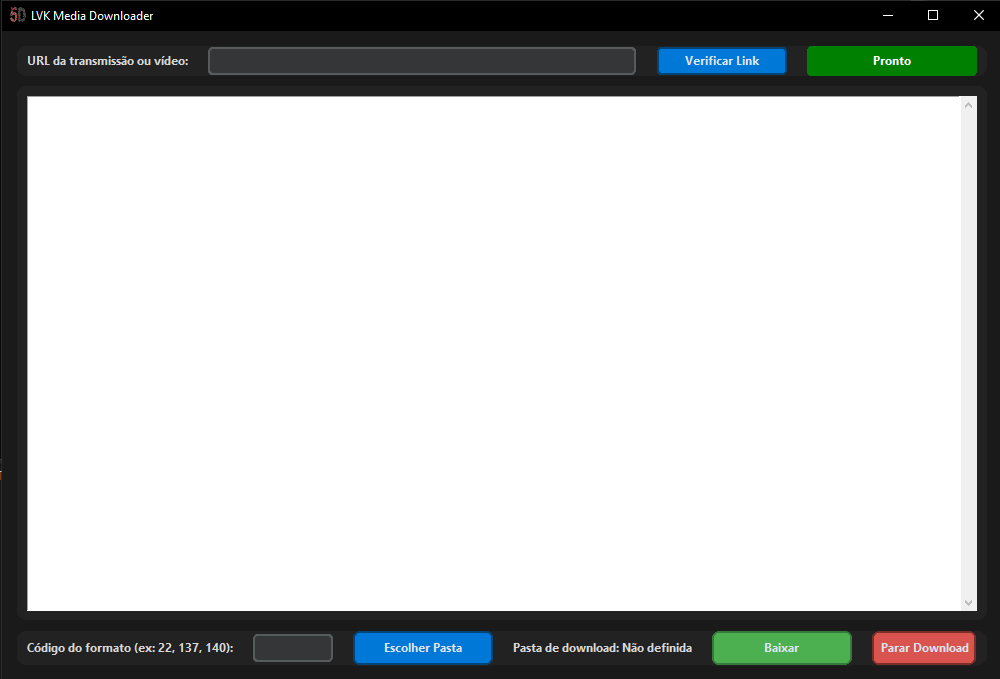 5D LVK Media Downloader
URL da transmissão ou vídeo: Verificar Link Pronto
Código do formato (ex: 22, 137, 140): Escolher Pasta Pasta de download: Não definida Baixar Parar Download